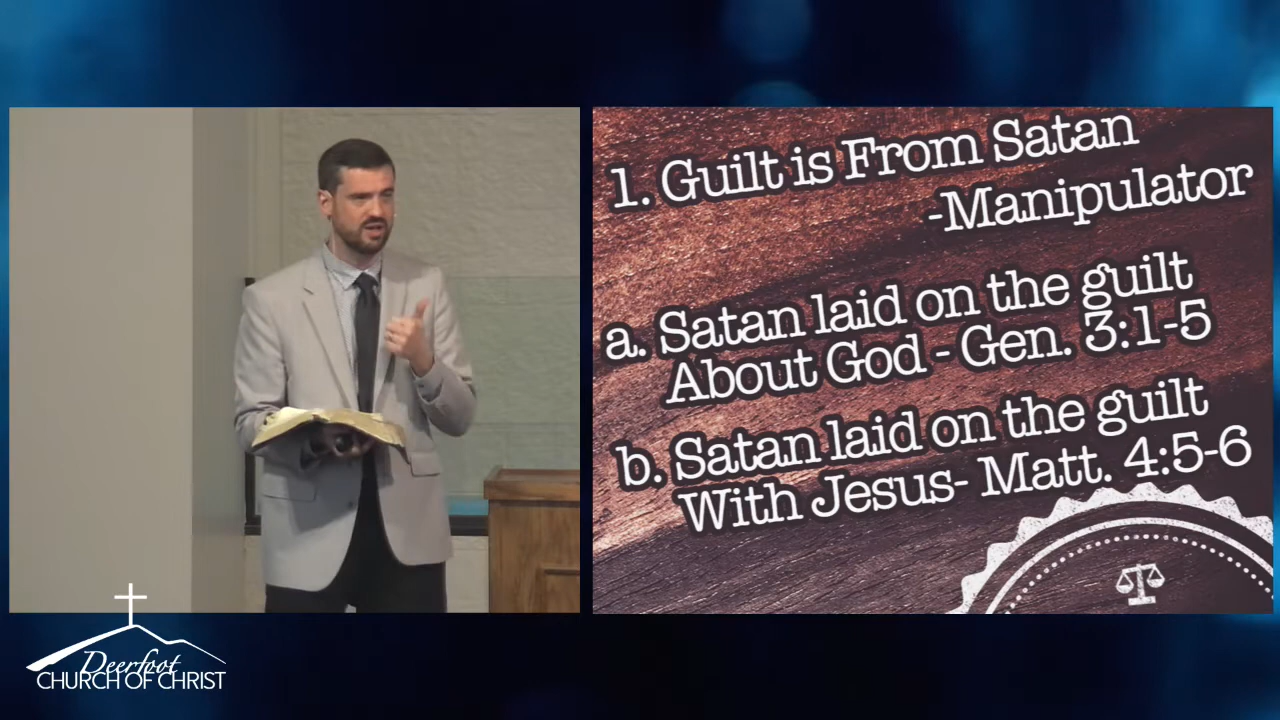 1. Guilt is From Satan
-Manipulator
a. Satan laid on the guilt
About God - Gen. 3:1-5
b. Satan laid on the guilt
With Jesus- Matt. 4:5-6
Deerfoot
CHURCH OF CHRIST